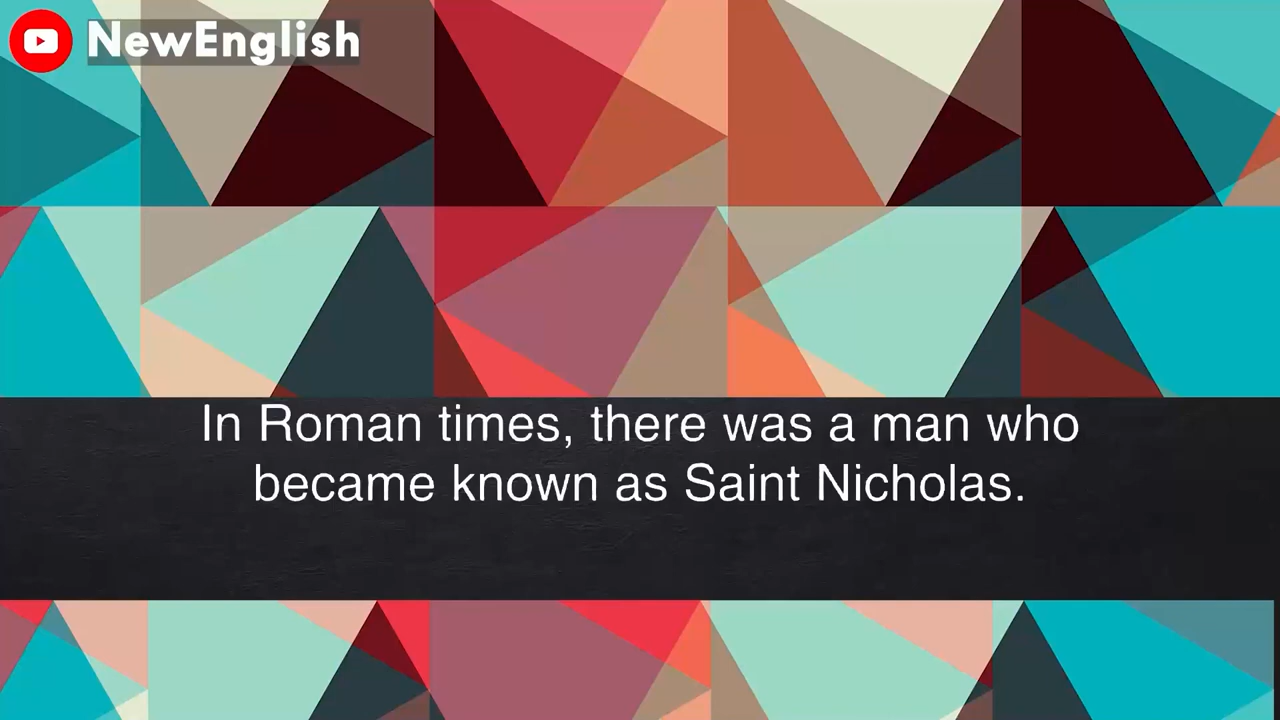 NewEnglish
In Roman times, there was a man who
became known as Saint Nicholas.